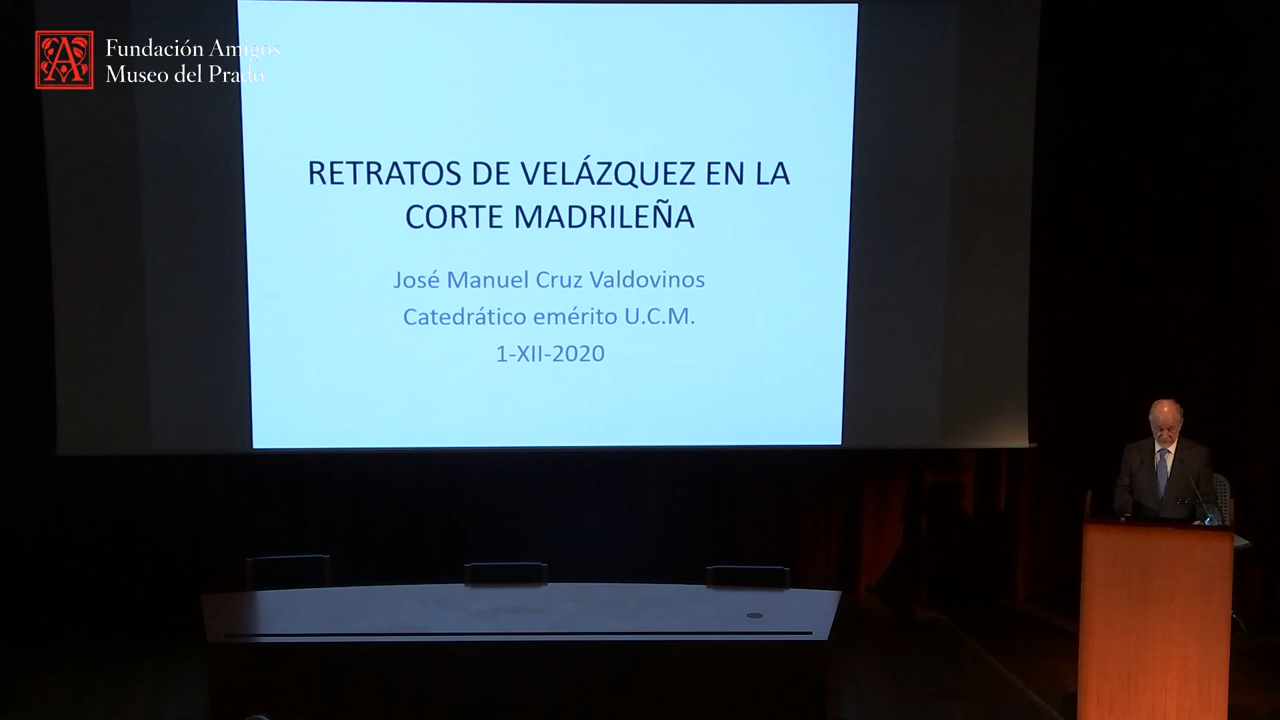 Fundación Amigos
Museo del Prado
RETRATOS DE VELÁZQUEZ EN LA
CORTE MADRILEÑA
José Manuel Cruz Valdovinos
Catedrático emérito U.C.M.
1-XII-2020